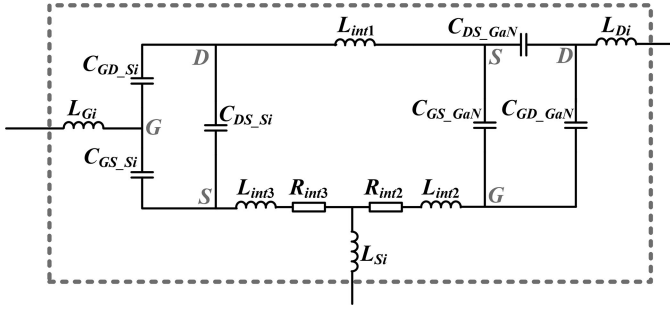 L_int1
C_DS_GaN
L_Di
D
S
D
C_GD_Si
L_Gi
G
C_DS_Si
C_GS_GaN
C_GD_GaN
C_GS_Si
S
L_int3
R_int3
R_int2
L_int2
G
L_Si